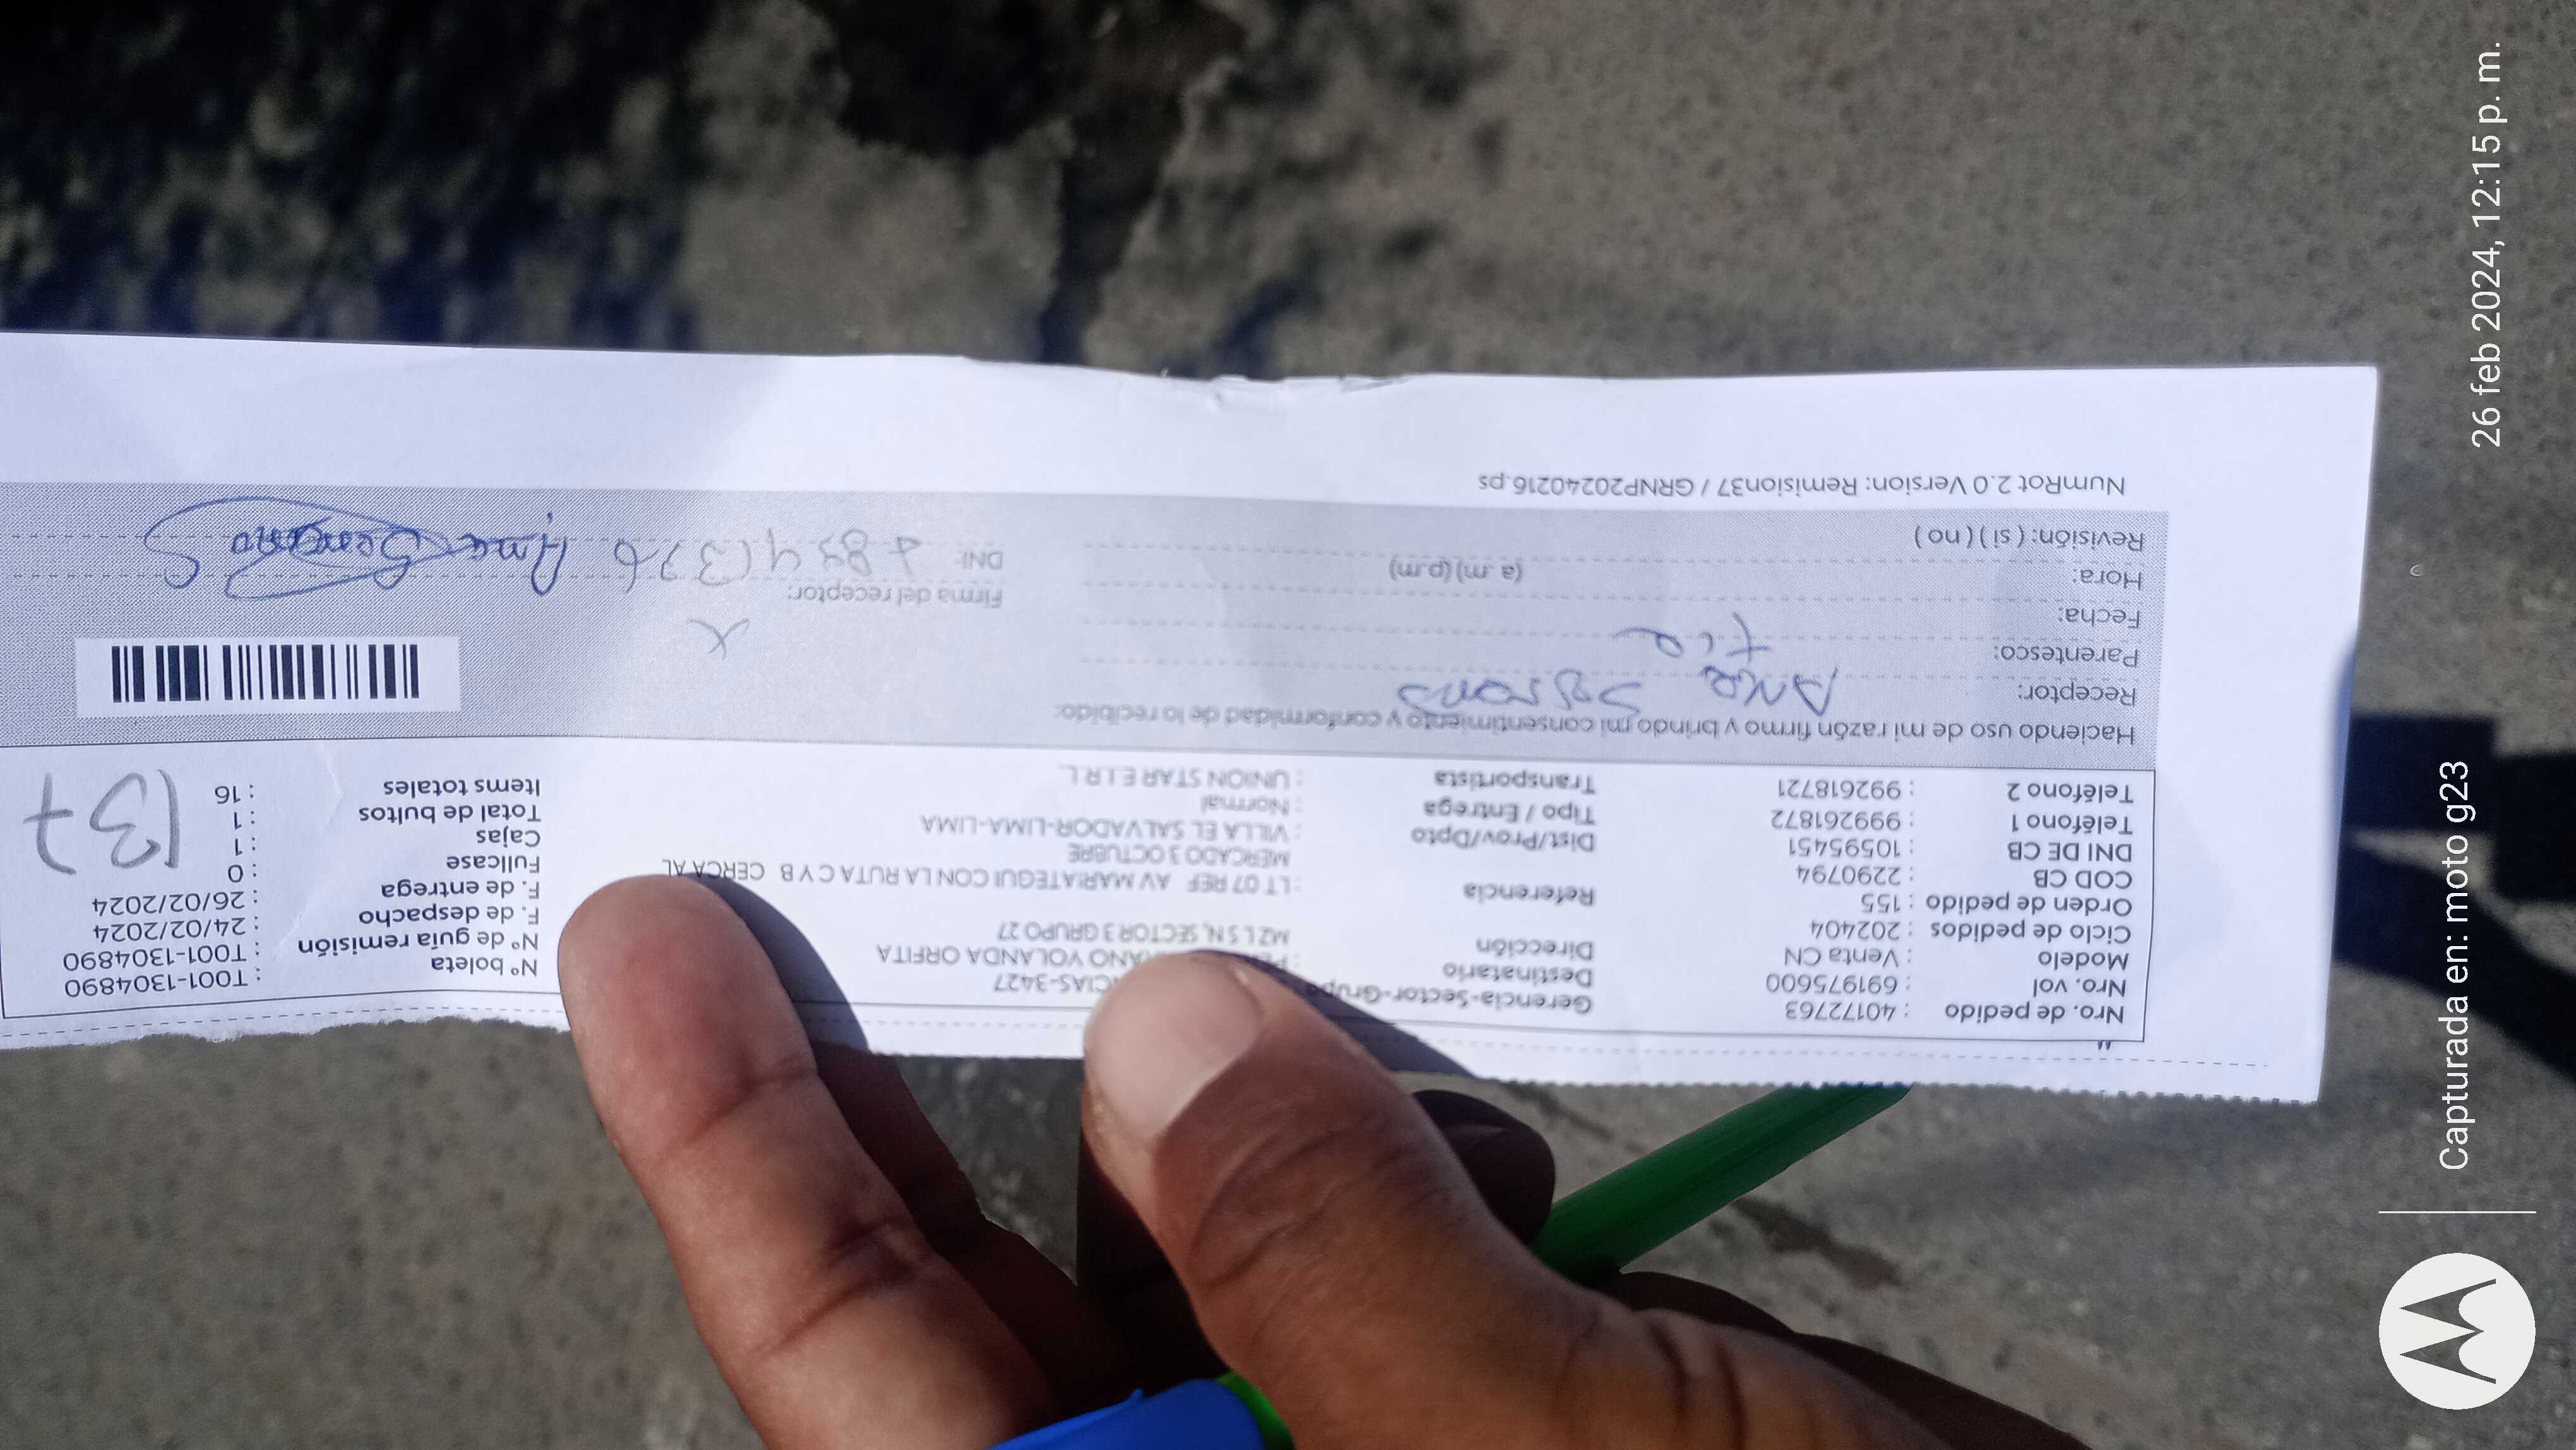 Nro. de pedido : 40172763
Nro. vol : 691975600
Modelo : Venta CN
Ciclo de pedidos : 202404
Orden de pedido : 155
COD CB : 2290794
DNI DE CB : 10595451
Teléfono 1 : 999261872
Teléfono 2 : 992618721
Gerencia-Sector-Grupo CIAS-3427
Destinatario : YOLANDA ORFITA
Dirección MZ L S N, SECTOR 3 GRUPO 27
Referencia : LT 07 REF AV MARIATEGUI CON LA RUTA C Y B CERCA AL
MERCADO 3 OCTUBRE
Dist/Prov/Dpto : VILLA EL SALVADOR-LIMA-LIMA
Tipo / Entrega : Normal
Transportista : UNION STAR E.I.R.L.
Nº boleta : T001-1304890
Nº de guía remisión : T001-1304890
F. de despacho : 24/02/2024
F. de entrega : 26/02/2024
Fullcase : 0
Cajas : 1
Total de bultos : 1
Items totales : 16
137
Haciendo uso de mi razón firmo y brindo mi consentimiento y conformidad de lo recibido:
Receptor: Ana
Parentesco: tia
Fecha:
Hora: (a. m) (p.m)
Revisión: ( si ) ( no )
X
Firma del receptor:
DNI:
NumRot 2.0 Version: Remision37 / GRNP20240216.ps
Capturada en: moto g23
26 feb 2024, 12:15 p. m.